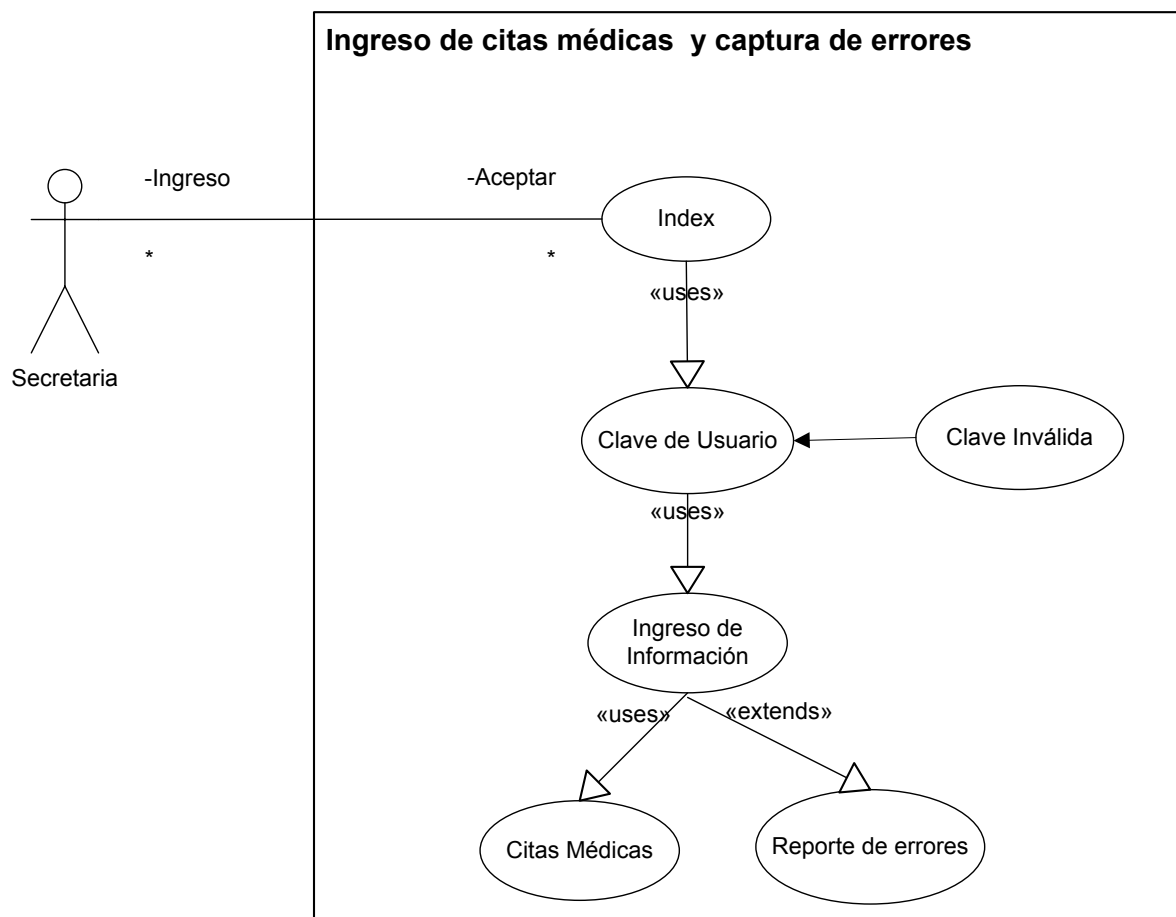 Ingreso de citas médicas  y captura de errores
-Ingreso
-Aceptar
Index
*
*
«uses»
Secretaria
Clave de Usuario
Clave Inválida
«uses»
Ingreso de
Información
«uses»
«extends»
Citas Médicas
Reporte de errores